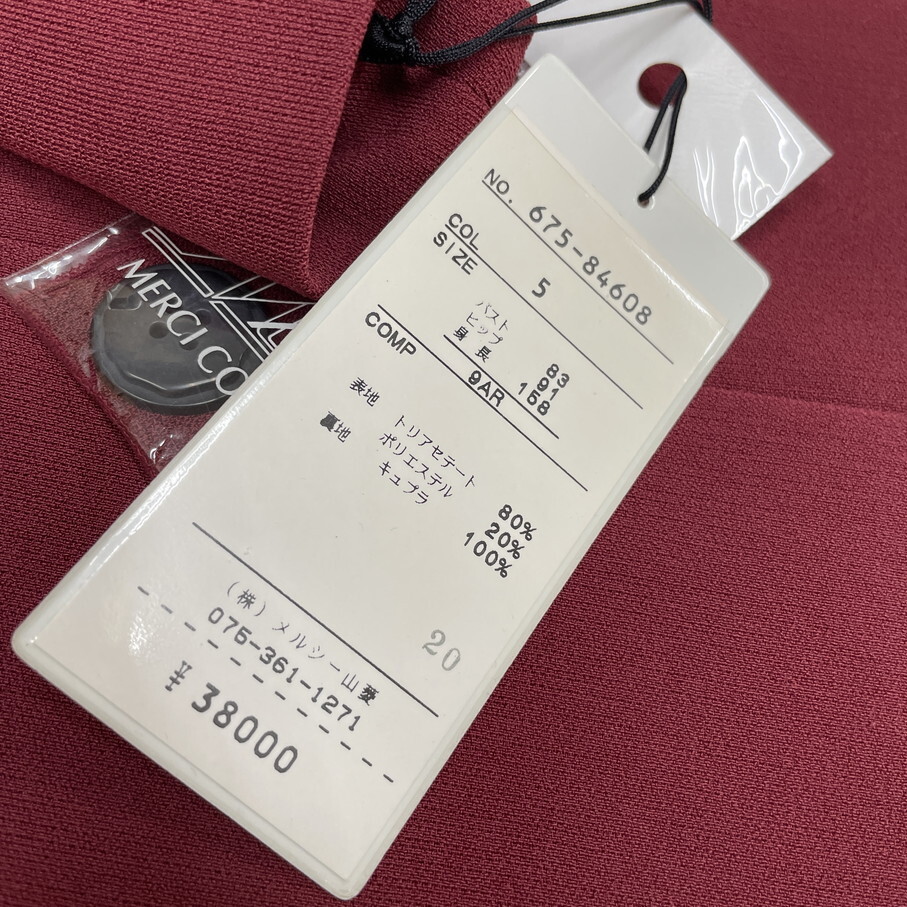 NO. 675-84608
COL 5
SIZE
バスト 83
ヒップ 91
身長 158
9AR
COMP
表地 トリアセテート 80%
ポリエステル 20%
裏地 キュプラ 100%
20
(株)メルシー山愛
075-361-1271
¥38000
MERCI CO